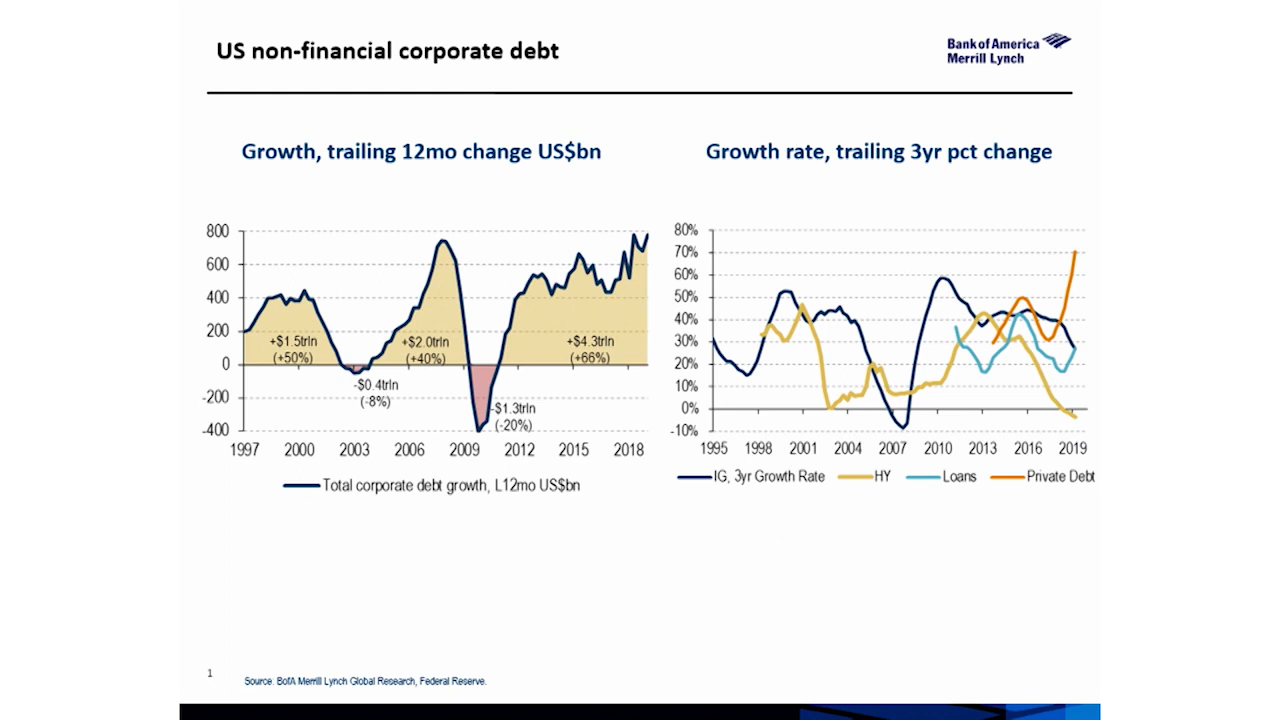 US non-financial corporate debt
Bank of America
Merrill Lynch
Growth, trailing 12mo change US$bn
800
600
400
200
0
-200
-400
+$1.5trln
(+50%)
-$0.4trln
(-8%)
+$2.0trln
(+40%)
-$1.3trln
(-20%)
+$4.3trln
(+66%)
1997 2000 2003 2006 2009 2012 2015 2018
Total corporate debt growth, L12mo US$bn
Growth rate, trailing 3yr pct change
80%
70%
60%
50%
40%
30%
20%
10%
0%
-10%
1995 1998 2001 2004 2007 2010 2013 2016 2019
IG, 3yr Growth Rate HY Loans Private Debt
1
Source: BofA Merrill Lynch Global Research, Federal Reserve.